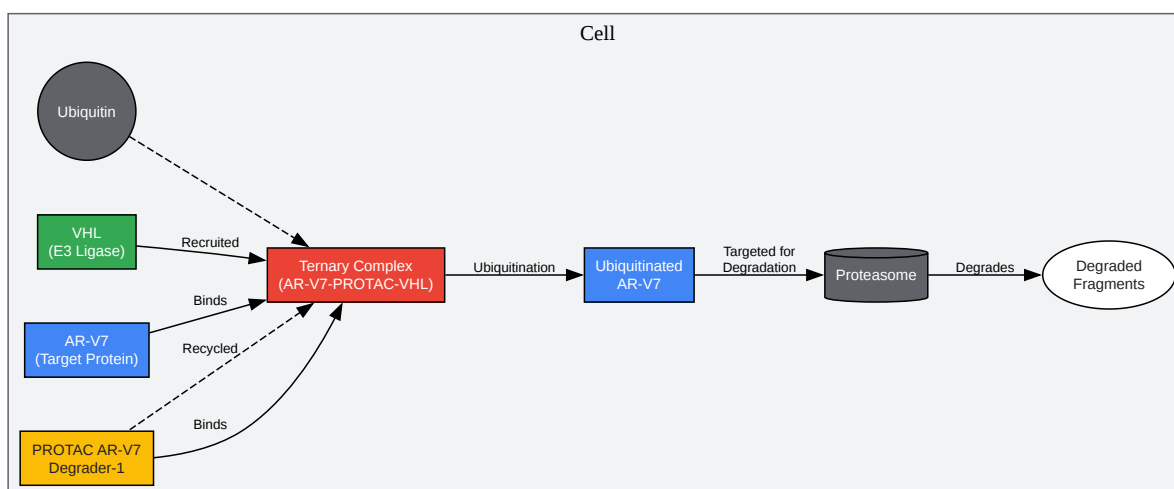 Cell
Ubiquitin
VHL
(E3 Ligase)
Recruited
Ternary Complex
(AR-V7-PROTAC-VHL)
Ubiquitination
Ubiquitinated
AR-V7
Targeted for
Degradation
Proteasome
Degrades
Degraded
Fragments
Binds
AR-V7
(Target Protein)
Recycled
Binds
PROTAC AR-V7
Degrader-1